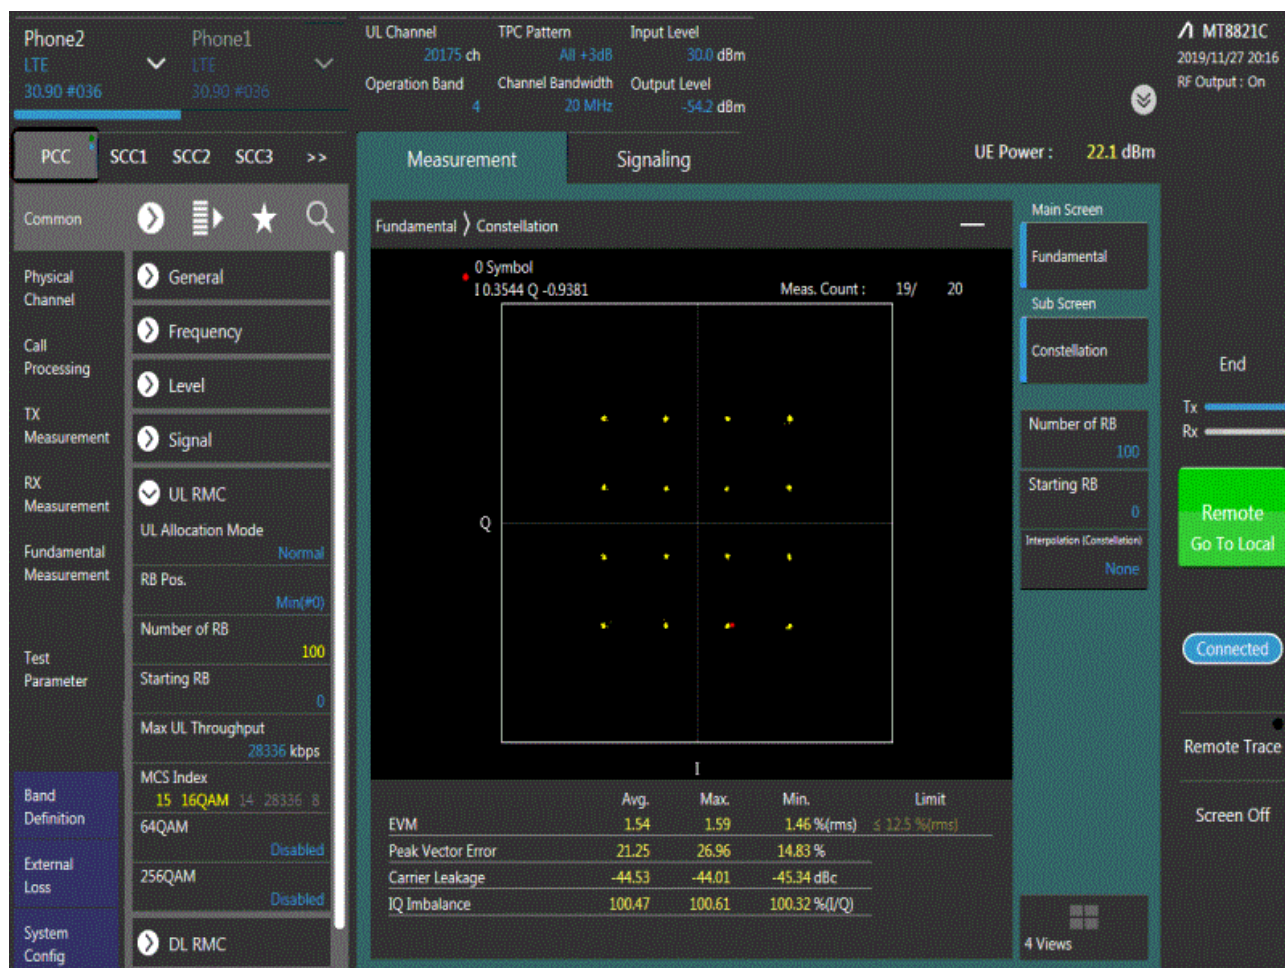 Phone2
LTE
30.90 #036
Phone1
LTE
30.90 #036
UL Channel
20175 ch
TPC Pattern
All +3dB
Input Level
30.0 dBm
Operation Band
4
Channel Bandwidth
20 MHz
Output Level
-54.2 dBm
MT8821C
2019/11/27 20:16
RF Output : On
PCC SCC1 SCC2 SCC3 >>
Measurement
Signaling
UE Power : 22.1 dBm
Common
Physical
Channel
Call
Processing
TX
Measurement
RX
Measurement
Fundamental
Measurement
Test
Parameter
Band
Definition
External
Loss
System
Config
General
Frequency
Level
Signal
UL RMC
UL Allocation Mode
Normal
RB Pos.
Min(#0)
Number of RB
100
Starting RB
0
Max UL Throughput
28336 kbps
MCS Index
15 16QAM 14 28336 8
64QAM
Disabled
256QAM
Disabled
DL RMC
Fundamental 〉 Constellation
0 Symbol
I 0.3544 Q -0.9381
Meas. Count : 19/ 20
Q
I
Avg. Max. Min. Limit
EVM 1.54 1.59 1.46 %(rms) ≤ 12.5 %(rms)
Peak Vector Error 21.25 26.96 14.83 %
Carrier Leakage -44.53 -44.01 -45.34 dBc
IQ Imbalance 100.47 100.61 100.32 %(I/Q)
Main Screen
Fundamental
Sub Screen
Constellation
Number of RB
100
Starting RB
0
Interpolation (Constellation)
None
4 Views
End
Tx
Rx
Remote
Go To Local
Connected
Remote Trace
Screen Off